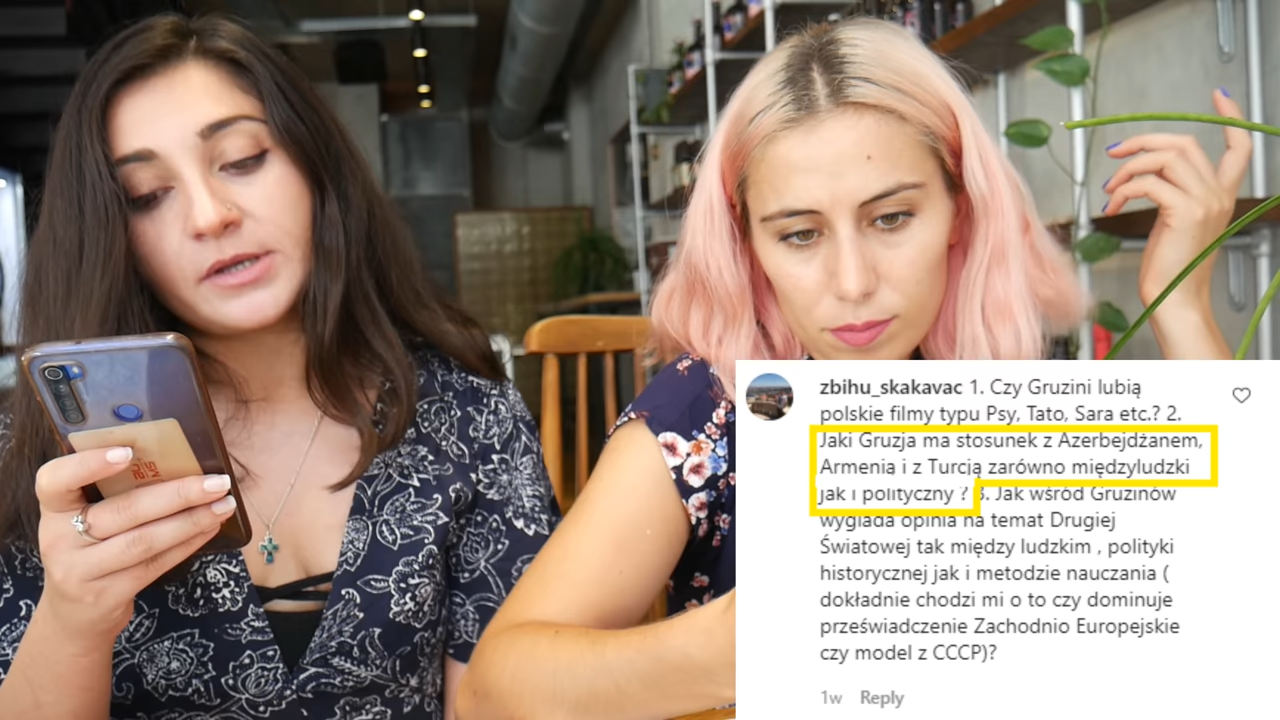 zbihu_skakavac 1. Czy Gruzini lubią
polskie filmy typu Psy, Tato, Sara etc.? 2.
Jaki Gruzja ma stosunek z Azerbejdżanem,
Armenią i z Turcją zarówno międzyludzki
jak i polityczny ? 3. Jak wśród Gruzinów
wygląda opinia na temat Drugiej
Światowej tak między ludzkim , polityki
historycznej jak i metodzie nauczania (
dokładnie chodzi mi o to czy dominuje
przeświadczenie Zachodnio Europejskie
czy model z CCCP)?
1w Reply